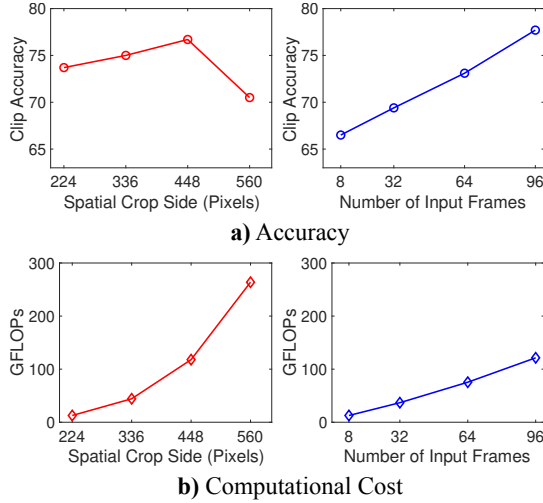 80
75
70
65
Clip Accuracy
224 336 448 560
Spatial Crop Side (Pixels)
80
75
70
65
Clip Accuracy
8 32 64 96
Number of Input Frames
a) Accuracy
300
200
100
0
GFLOPs
224 336 448 560
Spatial Crop Side (Pixels)
300
200
100
0
GFLOPs
8 32 64 96
Number of Input Frames
b) Computational Cost